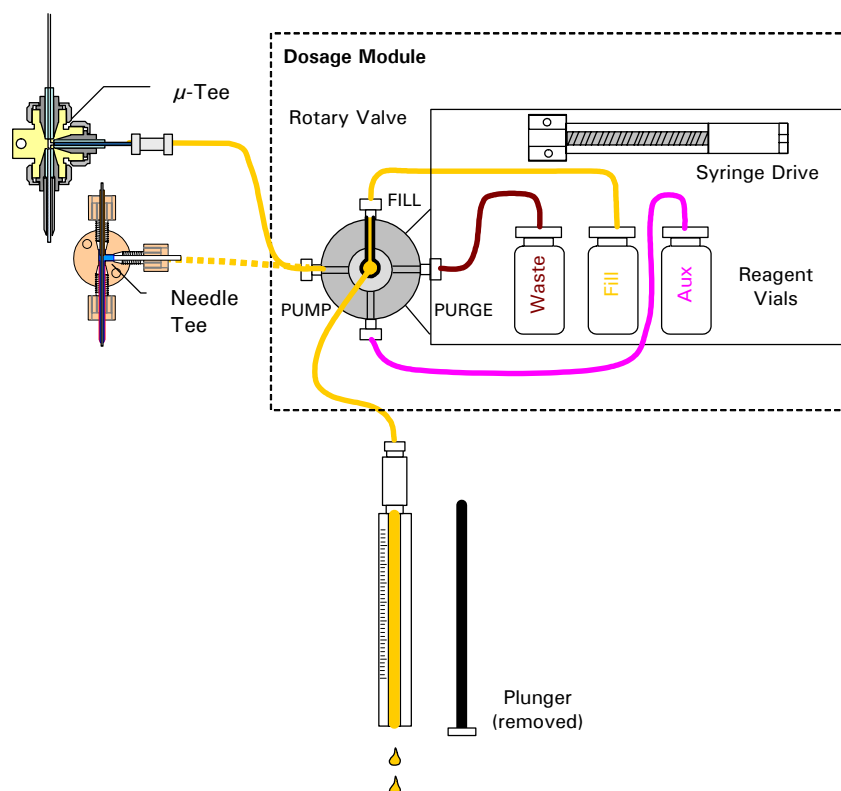 Dosage Module
μ-Tee
Rotary Valve
Syringe Drive
FILL
Waste
Fill
Aux
Reagent
Vials
Needle
Tee
PUMP
PURGE
Plunger
(removed)